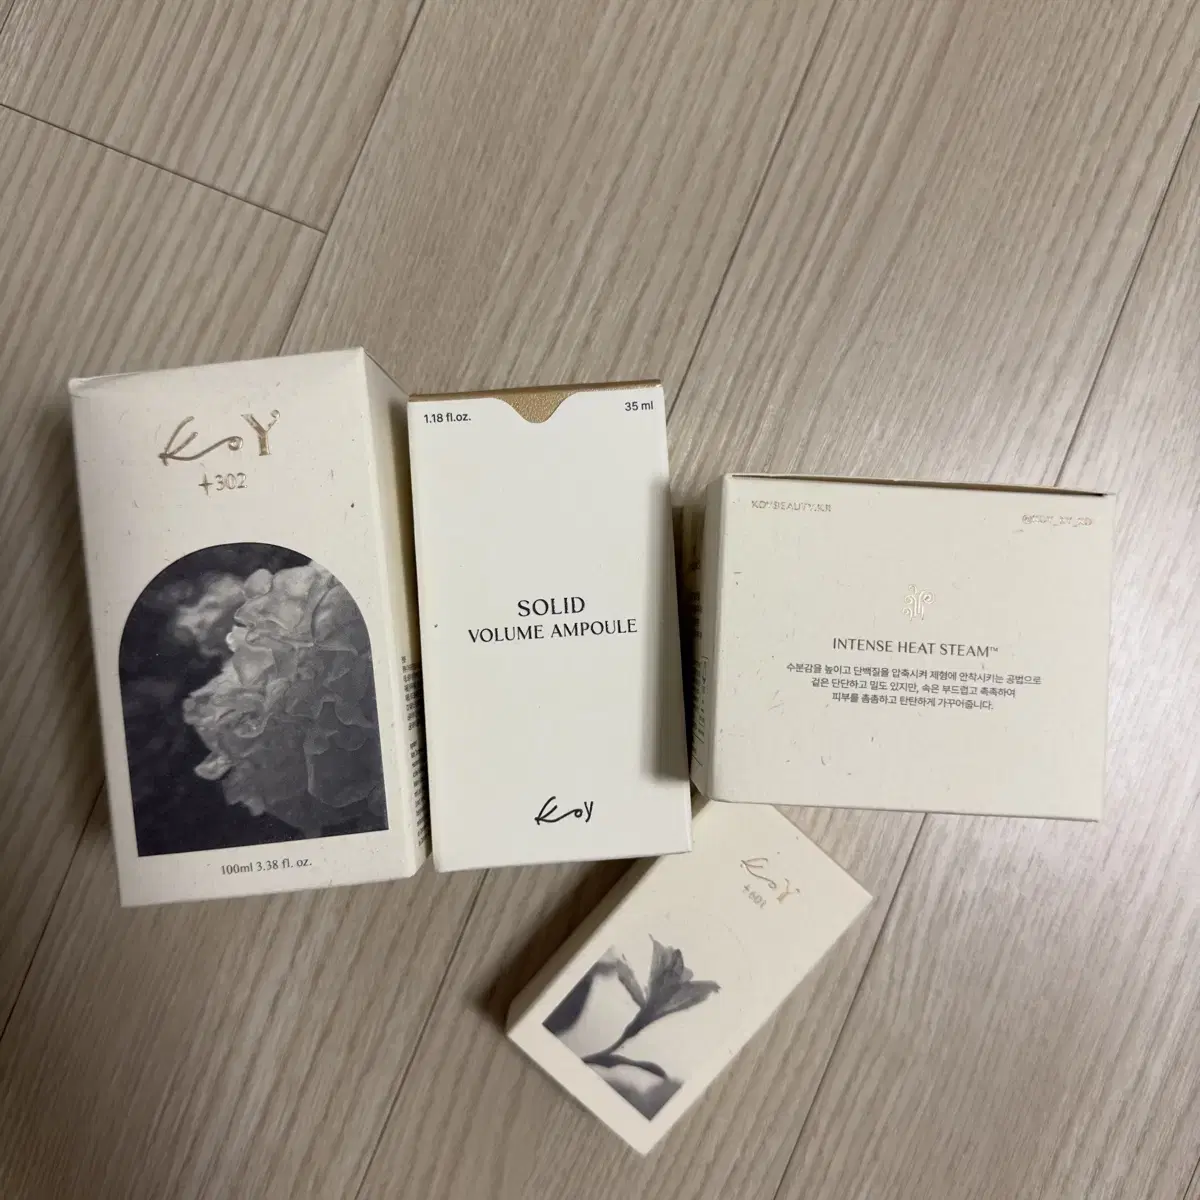 KoY
+302
100ml 3.38 fl. oz.
1.18 fl.oz.
35 ml
SOLID
VOLUME AMPOULE
Koy
KOYBEAUTY.KR
INTENSE HEAT STEAM™
수분감을 높이고 단백질을 압축시켜 제형에 안착시키는 공법으로
겉은 단단하고 밀도 있지만, 속은 부드럽고 촉촉하여
피부를 촘촘하고 탄탄하게 가꾸어줍니다.
KoY
+601